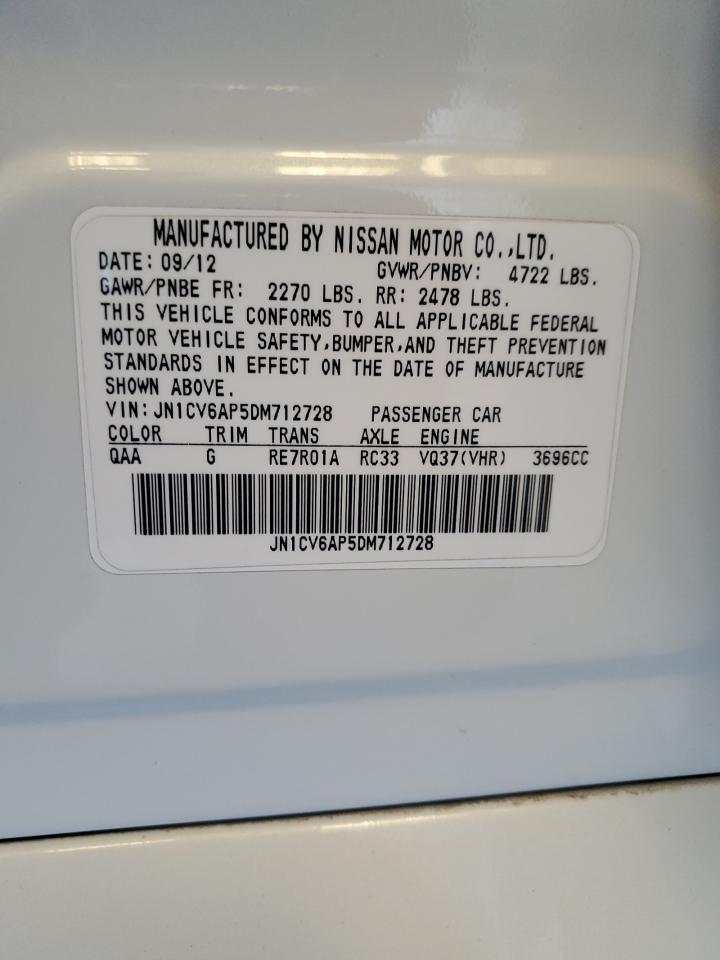 MANUFACTURED BY NISSAN MOTOR CO.,LTD.
DATE: 09/12 GVWR/PNBV: 4722 LBS.
GAWR/PNBE FR: 2270 LBS. RR: 2478 LBS.
THIS VEHICLE CONFORMS TO ALL APPLICABLE FEDERAL
MOTOR VEHICLE SAFETY,BUMPER,AND THEFT PREVENTION
STANDARDS IN EFFECT ON THE DATE OF MANUFACTURE
SHOWN ABOVE.
VIN: JN1CV6AP5DM712728 PASSENGER CAR
COLOR TRIM TRANS AXLE ENGINE
QAA G RE7R01A RC33 VQ37(VHR) 3696CC
JN1CV6AP5DM712728